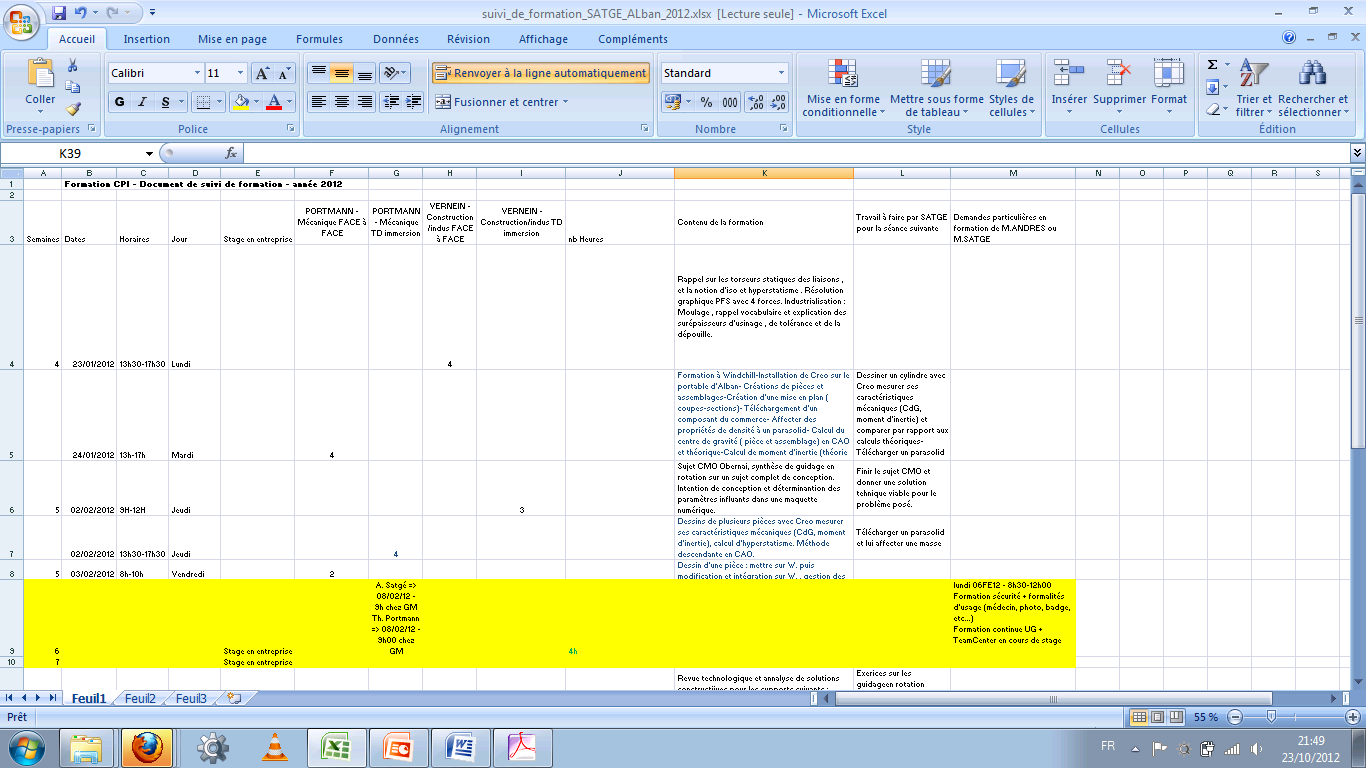 suivi_de_formation_SATGE_ALban_2012.xlsx [Lecture seule] - Microsoft Excel
Accueil Insertion Mise en page Formules Données Révision Affichage Compléments
Coller
Presse-papiers
Calibri 11
G I S
Police
Renvoyer à la ligne automatiquement
Fusionner et centrer
Alignement
Standard
% 000
Nombre
Mise en forme
conditionnelle
Mettre sous forme
de tableau
Styles de
cellules
Style
Insérer Supprimer Format
Cellules
Trier et
filtrer
Rechercher et
sélectionner
Édition
K39
fx
A B C D E F G H I J K L M N O P Q R S
1 Formation CPI - Document de suivi de formation - année 2012
2
3 Semaines Dates Horaires Jour Stage en entreprise
PORTMANN -
Mécanique FACE à
FACE
PORTMANN
- Mécanique
TD immersion
VERNEIN -
Construction
/indus FACE
à FACE
VERNEIN -
Construction/indus TD
immersion
nb Heures
Contenu de la formation
Travail à faire par SATGE
pour la séance suivante
Demandes particulières en
formation de M.ANDRES ou
M.SATGE
4 4 23/01/2012 13h30-17h30 Lundi 4
Rappel sur les torseurs statiques des liaisons ,
et la notion d'iso et hyperstatisme . Résolution
graphique PFS avec 4 forces. Industrialisation :
Moulage , rappel vocabulaire et explication des
surépaisseurs d'usinage , de tolérance et de la
dépouille.
5 24/01/2012 13h-17h Mardi 4
Formation à Windchill-Installation de Creo sur le
portable d'Alban- Créations de pièces et
assemblages-Création d'une mise en plan (
coupes-sections)- Téléchargement d'un
composant du commerce- Affecter des
propriétés de densité à un parasolid- Calcul du
centre de gravité ( pièce et assemblage) en CAO
et théorique-Calcul de moment d'inertie (théorie
Dessiner un cylindre avec
Creo mesurer ses
caractéristiques
mécaniques (CdG,
moment d'inertie) et
comparer par rapport aux
calculs théoriques-
Télécharger un parasolid
6 5 02/02/2012 9H-12H Jeudi 3
Sujet CMO Obernai, synthèse de guidage en
rotation sur un sujet complet de conception.
Intention de conception et déterminantion des
paramètres influants dans une maquette
numérique.
Finir le sujet CMO et
donner une solution
tehnique viable pour le
problème posé.
7 02/02/2012 13h30-17h30 Jeudi 4
Dessins de plusieurs pièces avec Creo mesurer
ses caractéristiques mécaniques (CdG, moment
d'inertie), calcul d'hyperstatisme. Méthode
descendante en CAO.
Télécharger un parasolid
et lui affecter une masse
8 5 03/02/2012 8h-10h Vendredi 2
Dessin d'une pièce : mettre sur W. puis
modification et intégration sur W. , gestion des
9 6 Stage en entreprise
A. Satgé =>
08/02/12 -
9h chez GM
Th. Portmann
=> 08/02/12 -
9h00 chez
GM
4h
lundi 06FE12 - 8h30-12h00
Formation sécurité + formalités
d'usage (médecin, photo, badge,
etc...)
Formation continue UG +
TeamCenter en cours de stage
10 7 Stage en entreprise
Revue technologique et analyse de solutions
constructives pour les supports suivants :
Exerices sur les
guidageen rotation
Feuil1 Feuil2 Feuil3
Prêt 55 %
FR
21:49
23/10/2012